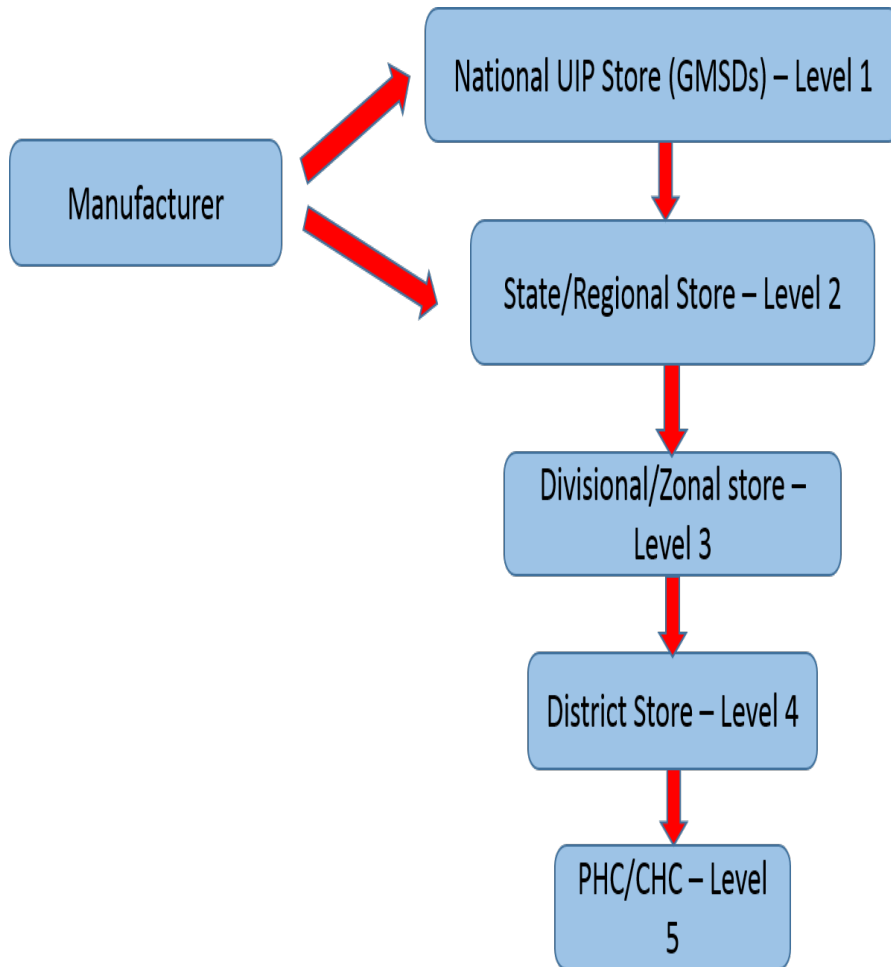 National UIP Store (GMSDs) – Level 1
Manufacturer
State/Regional Store – Level 2
Divisional/Zonal store –
Level 3
District Store – Level 4
PHC/CHC – Level
5